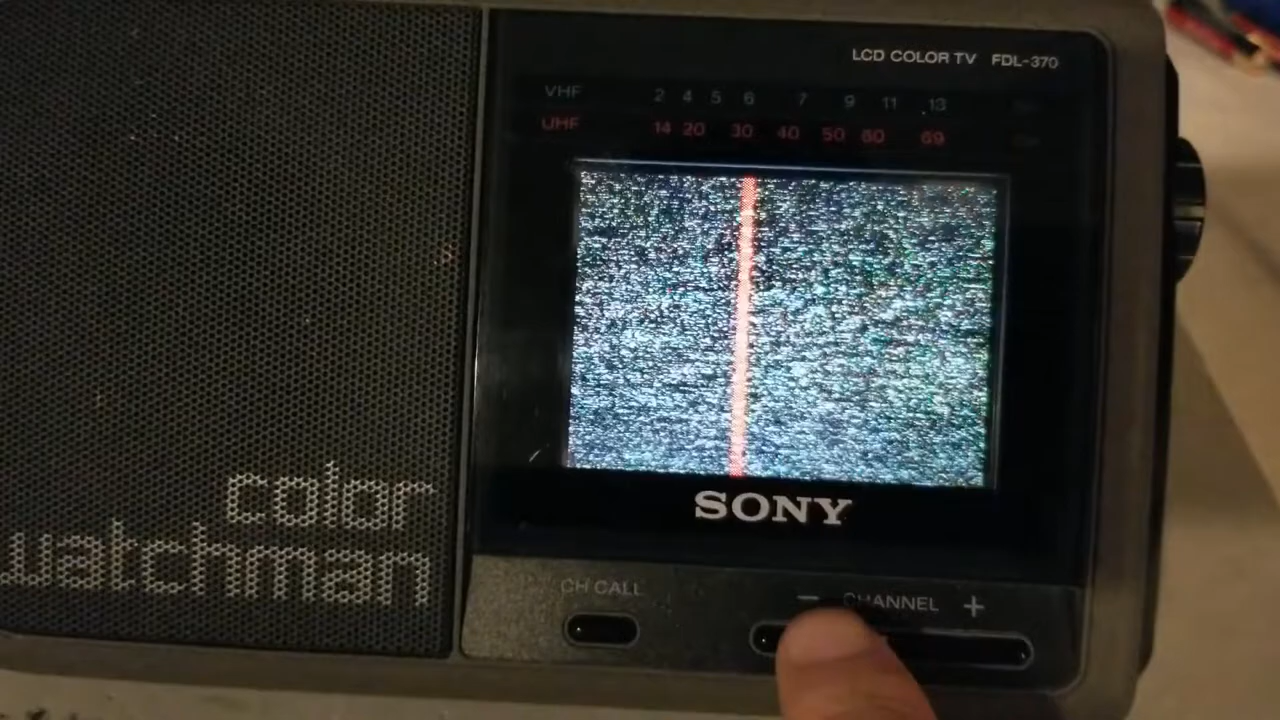 LCD COLOR TV FDL-370
VHF 2 4 5 6 7 9 11 13
UHF 14 20 30 40 50 60 69
SONY
color
watchman
CH CALL
− CHANNEL +